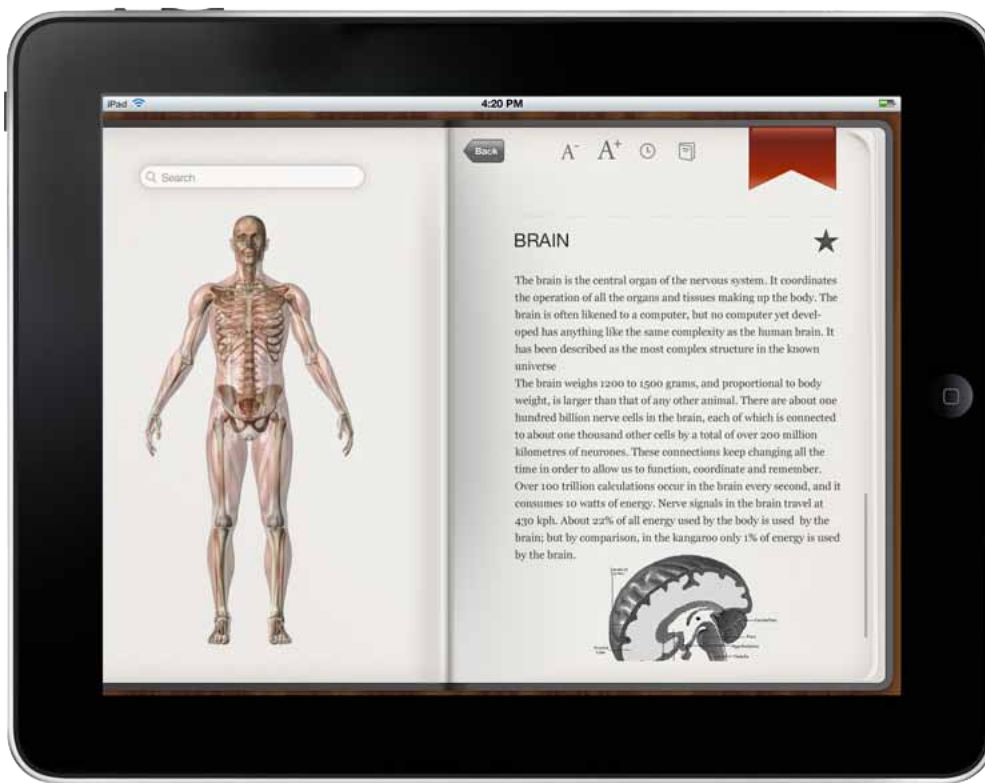 iPad
4:20 PM
Search
Back
A-
A+
BRAIN
The brain is the central organ of the nervous system. It coordinates
the operation of all the organs and tissues making up the body. The
brain is often likened to a computer, but no computer yet devel-
oped has anything like the same complexity as the human brain. It
has been described as the most complex structure in the known
universe
The brain weighs 1200 to 1500 grams, and proportional to body
weight, is larger than that of any other animal. There are about one
hundred billion nerve cells in the brain, each of which is connected
to about one thousand other cells by a total of over 200 million
kilometres of neurones. These connections keep changing all the
time in order to allow us to function, coordinate and remember.
Over 100 trillion calculations occur in the brain every second, and it
consumes 10 watts of energy. Nerve signals in the brain travel at
430 kph. About 22% of all energy used by the body is used by the
brain; but by comparison, in the kangaroo only 1% of energy is used
by the brain.
Cerebellum
Pons
Hypothalamus
Frontal
Lobe